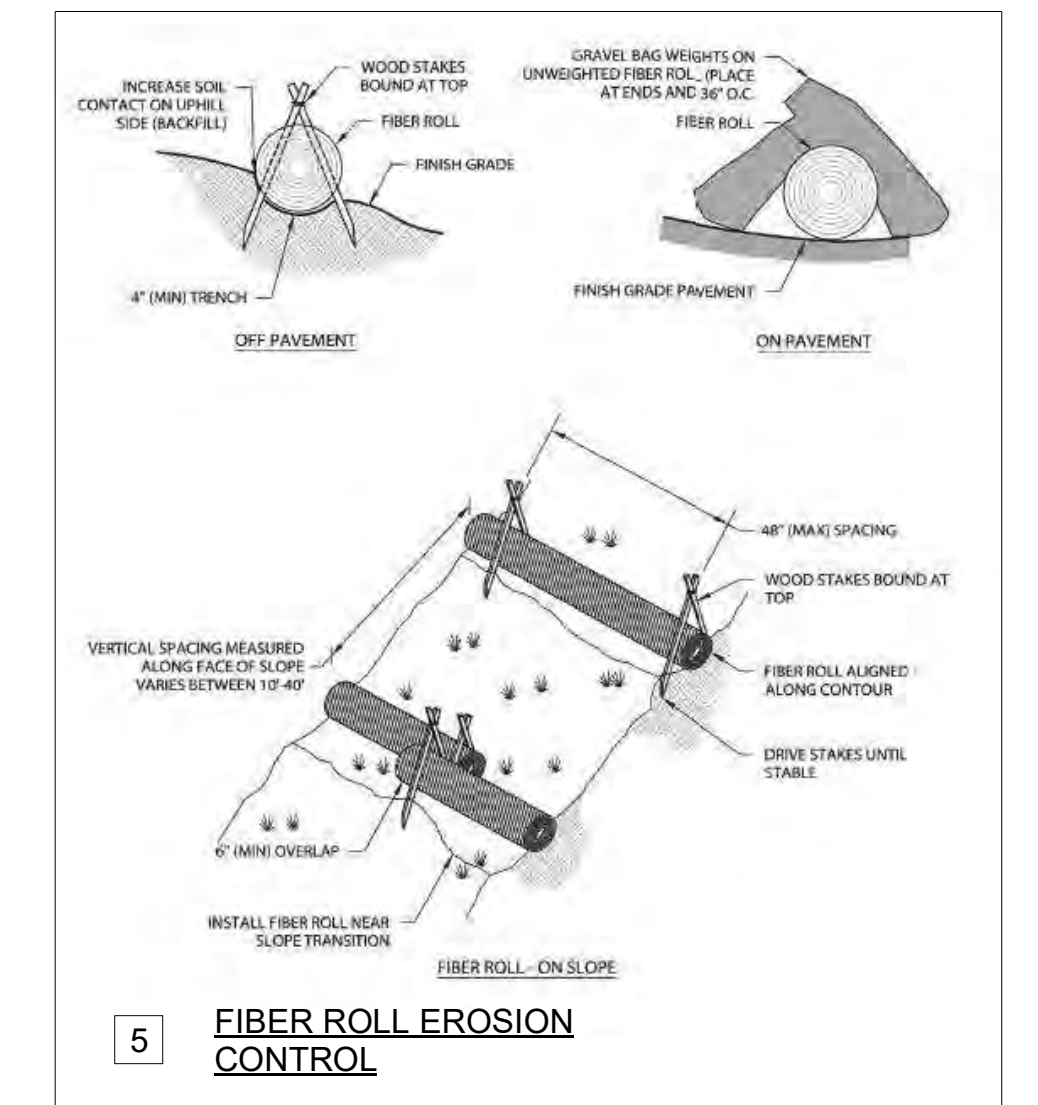 INCREASE SOIL
CONTACT ON UPHILL
SIDE (BACKFILL)
WOOD STAKES
BOUND AT TOP
FIBER ROLL
FINISH GRADE
4" (MIN) TRENCH
OFF PAVEMENT
GRAVEL BAG WEIGHTS ON
UNWEIGHTED FIBER ROL_ (PLACE
AT ENDS AND 36" O.C.
FIBER ROLL
FINISH GRADE PAVEMENT
ON PAVEMENT
48" (MAX) SPACING
WOOD STAKES BOUND AT
TOP
VERTICAL SPACING MEASURED
ALONG FACE OF SLOPE
VARIES BETWEEN 10'-40'
FIBER ROLL ALIGNED
ALONG CONTOUR
DRIVE STAKES UNTIL
STABLE
6" (MIN) OVERLAP
INSTALL FIBER ROLL NEAR
SLOPE TRANSITION
FIBER ROLL - ON SLOPE
5
FIBER ROLL EROSION
CONTROL